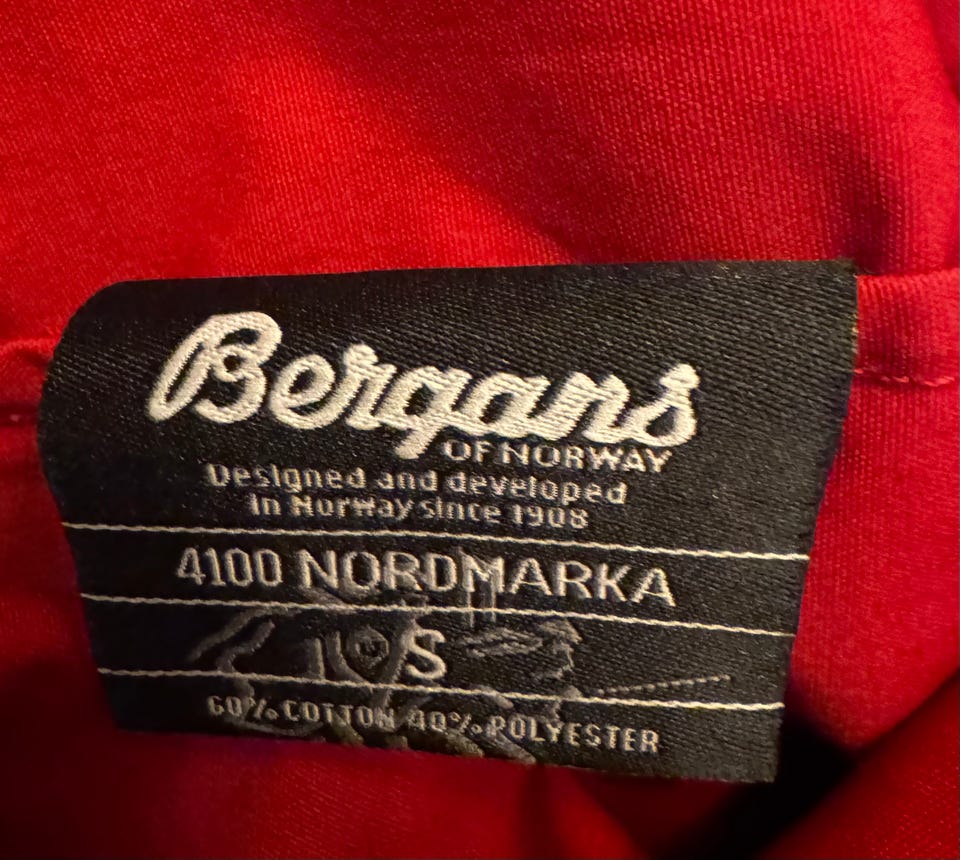 Bergans
OF NORWAY
Designed and developed
in Norway since 1908
4100 NORDMARKA
S
60% COTTON 40% POLYESTER